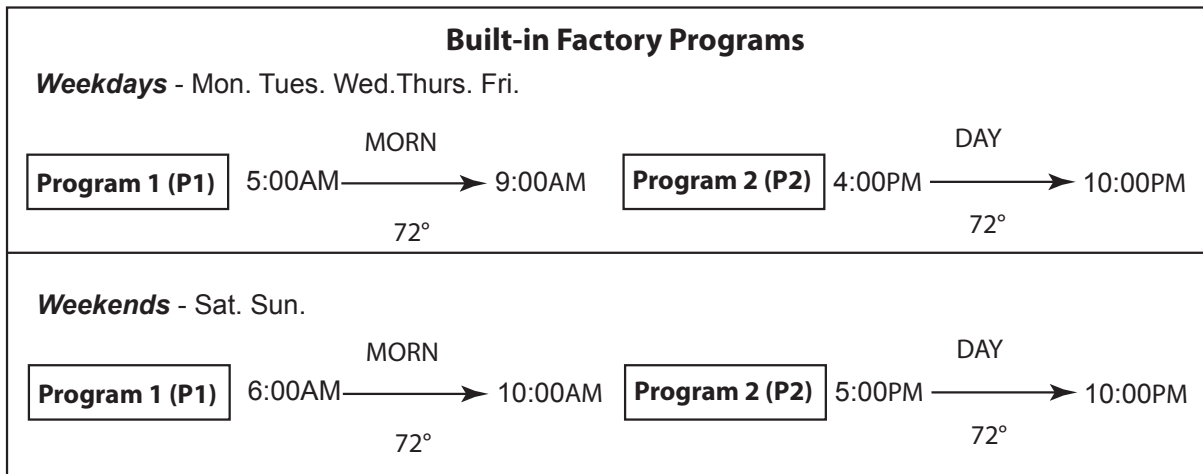 Built-in Factory Programs
Weekdays - Mon. Tues. Wed.Thurs. Fri.
MORN
Program 1 (P1) 5:00AM 9:00AM
72°
DAY
Program 2 (P2) 4:00PM 10:00PM
72°
Weekends - Sat. Sun.
MORN
Program 1 (P1) 6:00AM 10:00AM
72°
DAY
Program 2 (P2) 5:00PM 10:00PM
72°